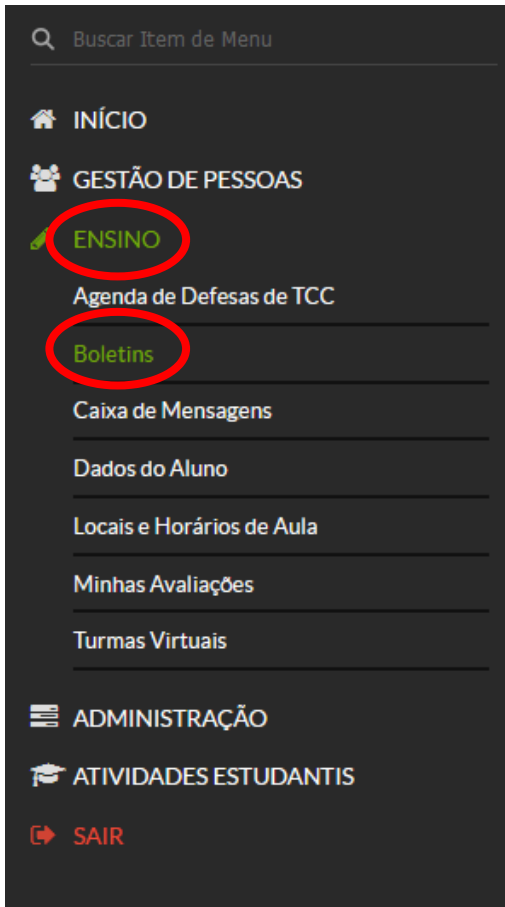 Buscar Item de Menu
INÍCIO
GESTÃO DE PESSOAS
ENSINO
Agenda de Defesas de TCC
Boletins
Caixa de Mensagens
Dados do Aluno
Locais e Horários de Aula
Minhas Avaliações
Turmas Virtuais
ADMINISTRAÇÃO
ATIVIDADES ESTUDANTIS
SAIR